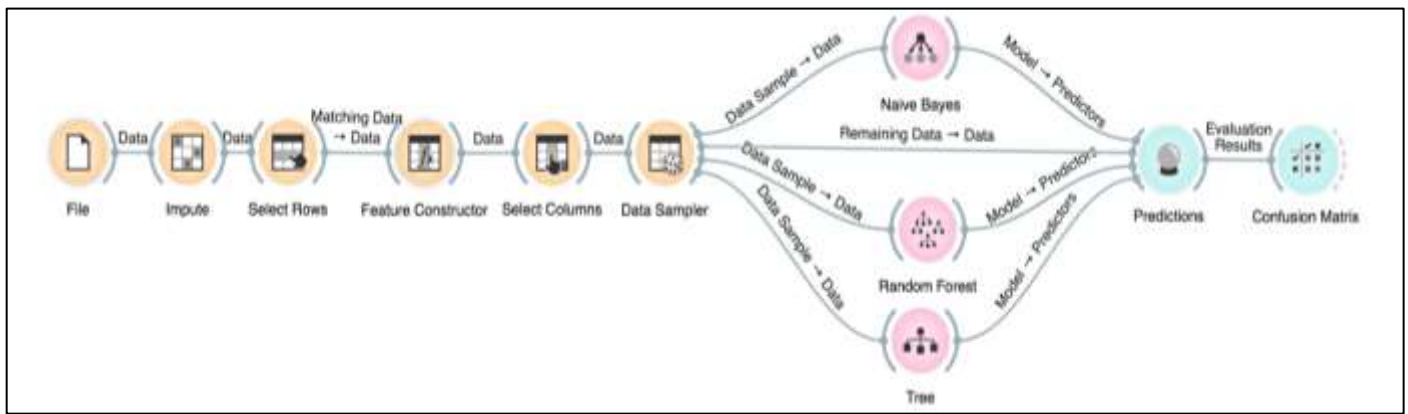 Data Sample → Data
Model → Predictors
Naive Bayes
Data
Data
Matching Data
→ Data
Data
Data
Remaining Data → Data
Evaluation
Results
File
Impute
Select Rows
Feature Constructor
Select Columns
Data Sampler
Predictions
Confusion Matrix
Data Sample → Data
Model → Predictors
Random Forest
Data Sample → Data
Model → Predictors
Tree